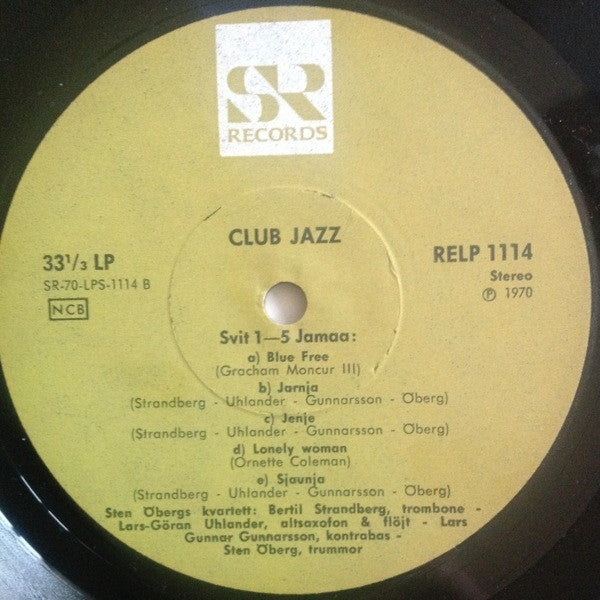 SR
RECORDS
CLUB JAZZ
33 1/3 LP
SR-70-LPS-1114 B
NCB
RELP 1114
Stereo
Ⓟ 1970
Svit 1—5 Jamaa:
a) Blue Free
(Gracham Moncur III)
b) Jarnja
(Strandberg - Uhlander - Gunnarsson - Öberg)
c) Jenje
(Strandberg - Uhlander - Gunnarsson - Öberg)
d) Lonely woman
(Ornette Coleman)
e) Sjaunja
(Strandberg - Uhlander - Gunnarsson - Öberg)
Sten Öbergs kvartett: Bertil Strandberg, trombone -
Lars-Göran Uhlander, altsaxofon & flöjt - Lars
Gunnar Gunnarsson, kontrabas -
Sten Öberg, trummor